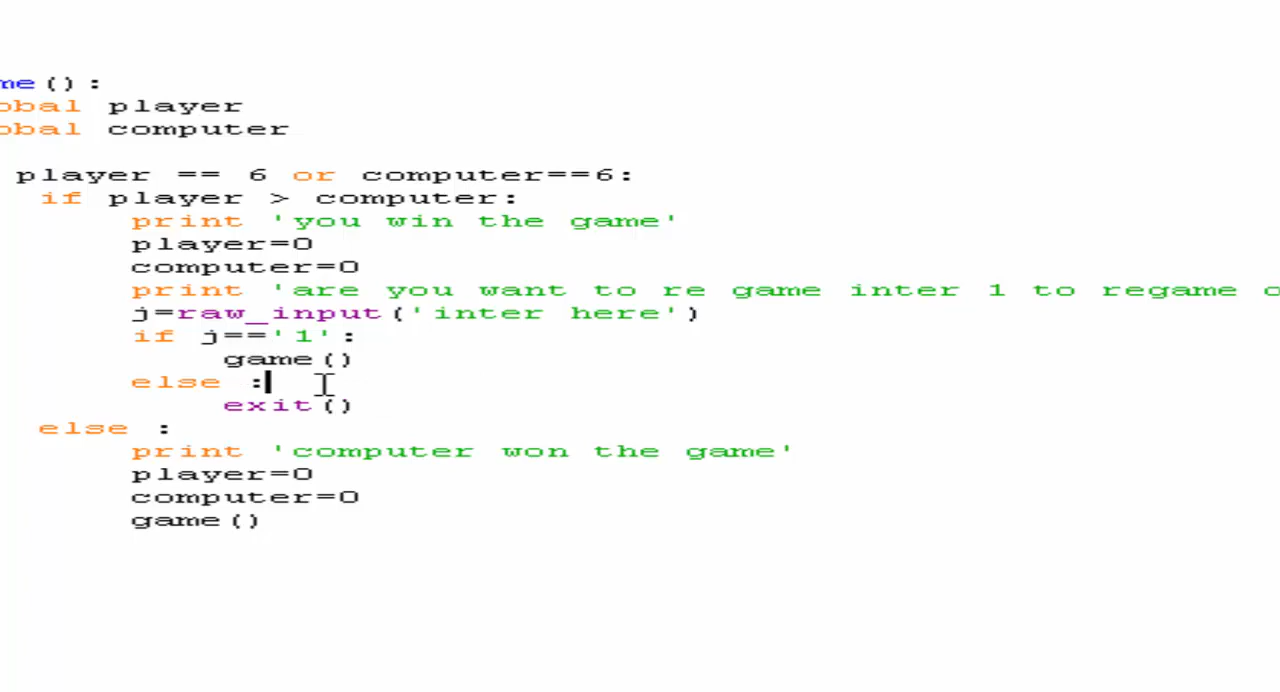 me():
obal player
obal computer
player == 6 or computer==6:
if player > computer:
print 'you win the game'
player=0
computer=0
print 'are you want to re game inter 1 to regame o
j=raw_input('inter here')
if j=='1':
game()
else :
exit()
else :
print 'computer won the game'
player=0
computer=0
game()